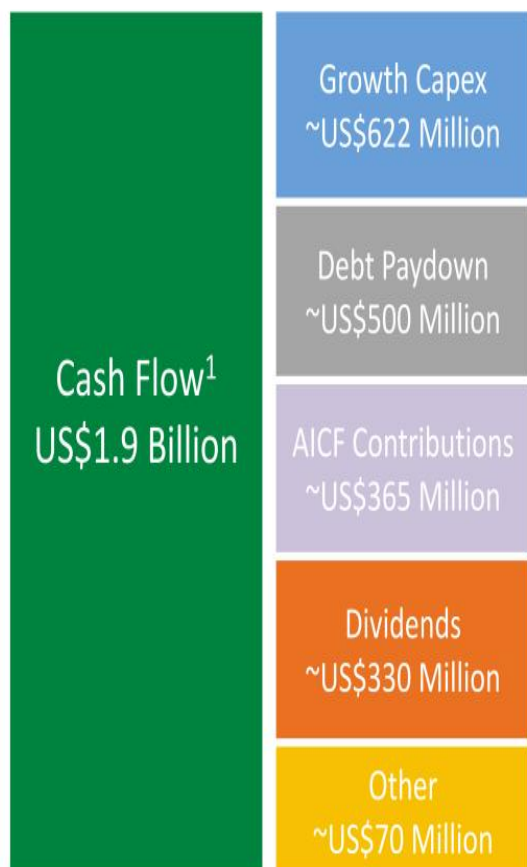 Cash Flow¹
US$1.9 Billion
Growth Capex
~US$622 Million
Debt Paydown
~US$500 Million
AICF Contributions
~US$365 Million
Dividends
~US$330 Million
Other
~US$70 Million